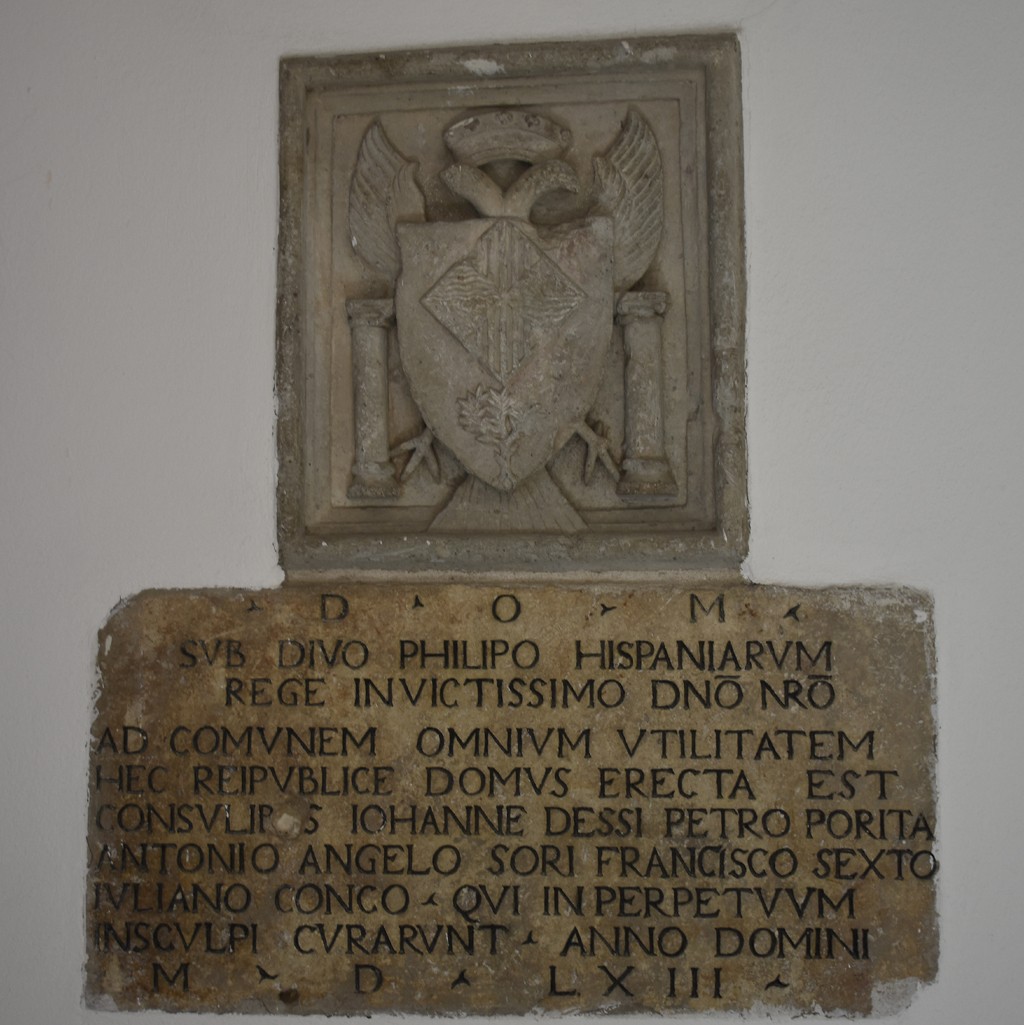 D · O · M ·
SVB DIVO PHILIPO HISPANIARVM
REGE INVICTISSIMO DNŌ NRŌ
AD COMVNEM OMNIVM VTILITATEM
HEC REIPVBLICE DOMVS ERECTA EST
IOHANNE DESSI PETRO PORITA
ANTONIO ANGELO SORI FRANCISCO SEXTO
IVLIANO CONCO · QVI IN PERPETVVM
INSCVLPI CVRARVNT · ANNO DOMINI
M · D · LXIII ·